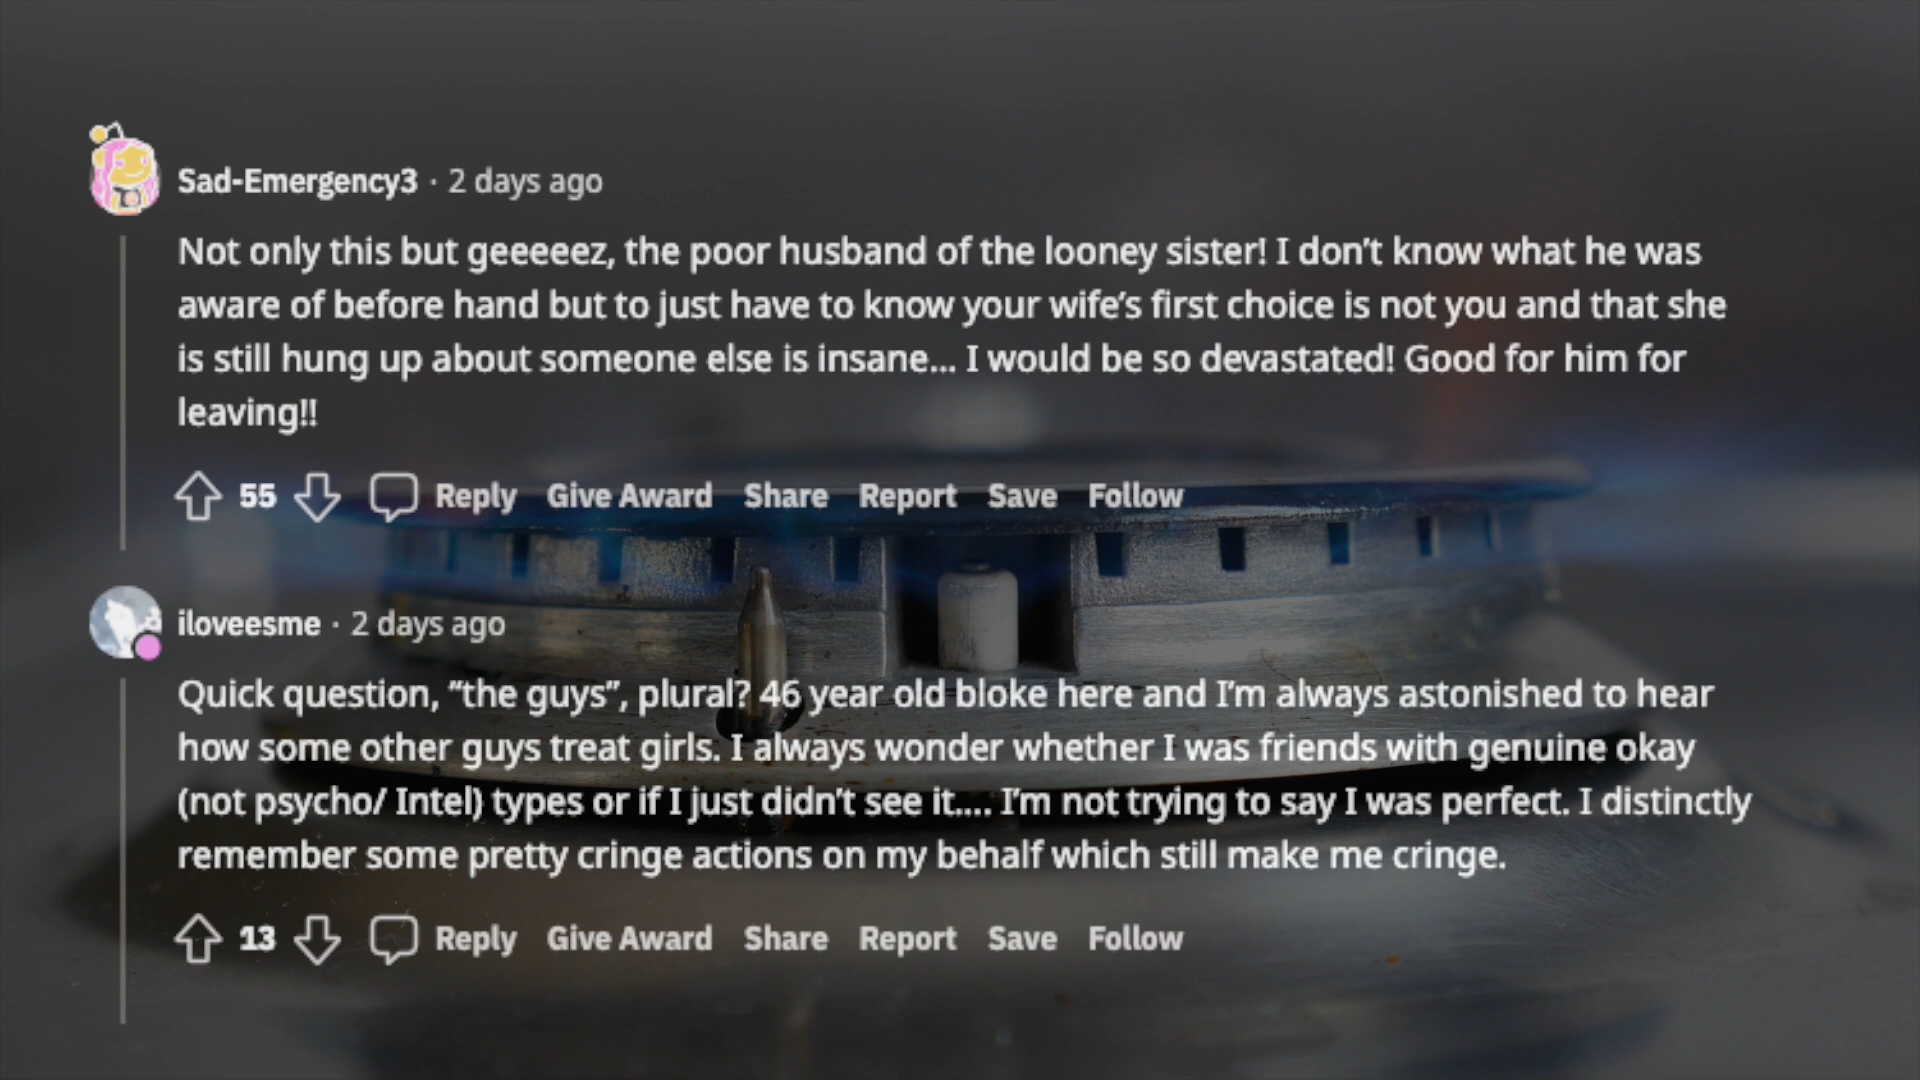 Sad-Emergency3 · 2 days ago
Not only this but geeeeez, the poor husband of the looney sister! I don’t know what he was
aware of before hand but to just have to know your wife’s first choice is not you and that she
is still hung up about someone else is insane... I would be so devastated! Good for him for
leaving!!
55 Reply Give Award Share Report Save Follow
iloveesme · 2 days ago
Quick question, “the guys”, plural? 46 year old bloke here and I’m always astonished to hear
how some other guys treat girls. I always wonder whether I was friends with genuine okay
(not psycho/ Intel) types or if I just didn’t see it.... I’m not trying to say I was perfect. I distinctly
remember some pretty cringe actions on my behalf which still make me cringe.
13 Reply Give Award Share Report Save Follow